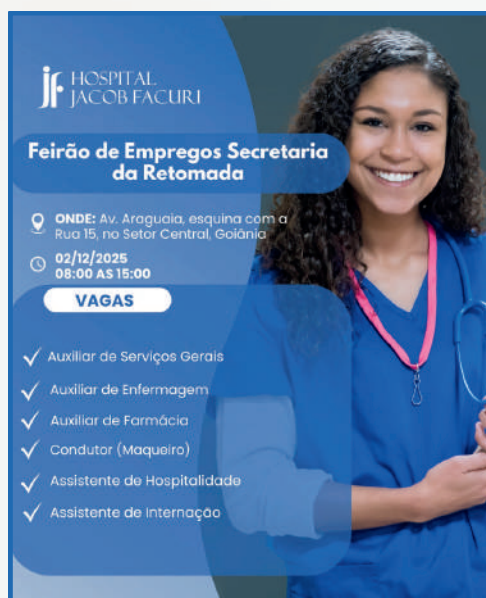 jf HOSPITAL
JACOB FACURI
Feirão de Empregos Secretaria
da Retomada
ONDE: Av. Araguaia, esquina com a
Rua 15, no Setor Central, Goiânia
02/12/2025
08:00 AS 15:00
VAGAS
Auxiliar de Serviços Gerais
Auxiliar de Enfermagem
Auxiliar de Farmácia
Condutor (Maqueiro)
Assistente de Hospitalidade
Assistente de Internação